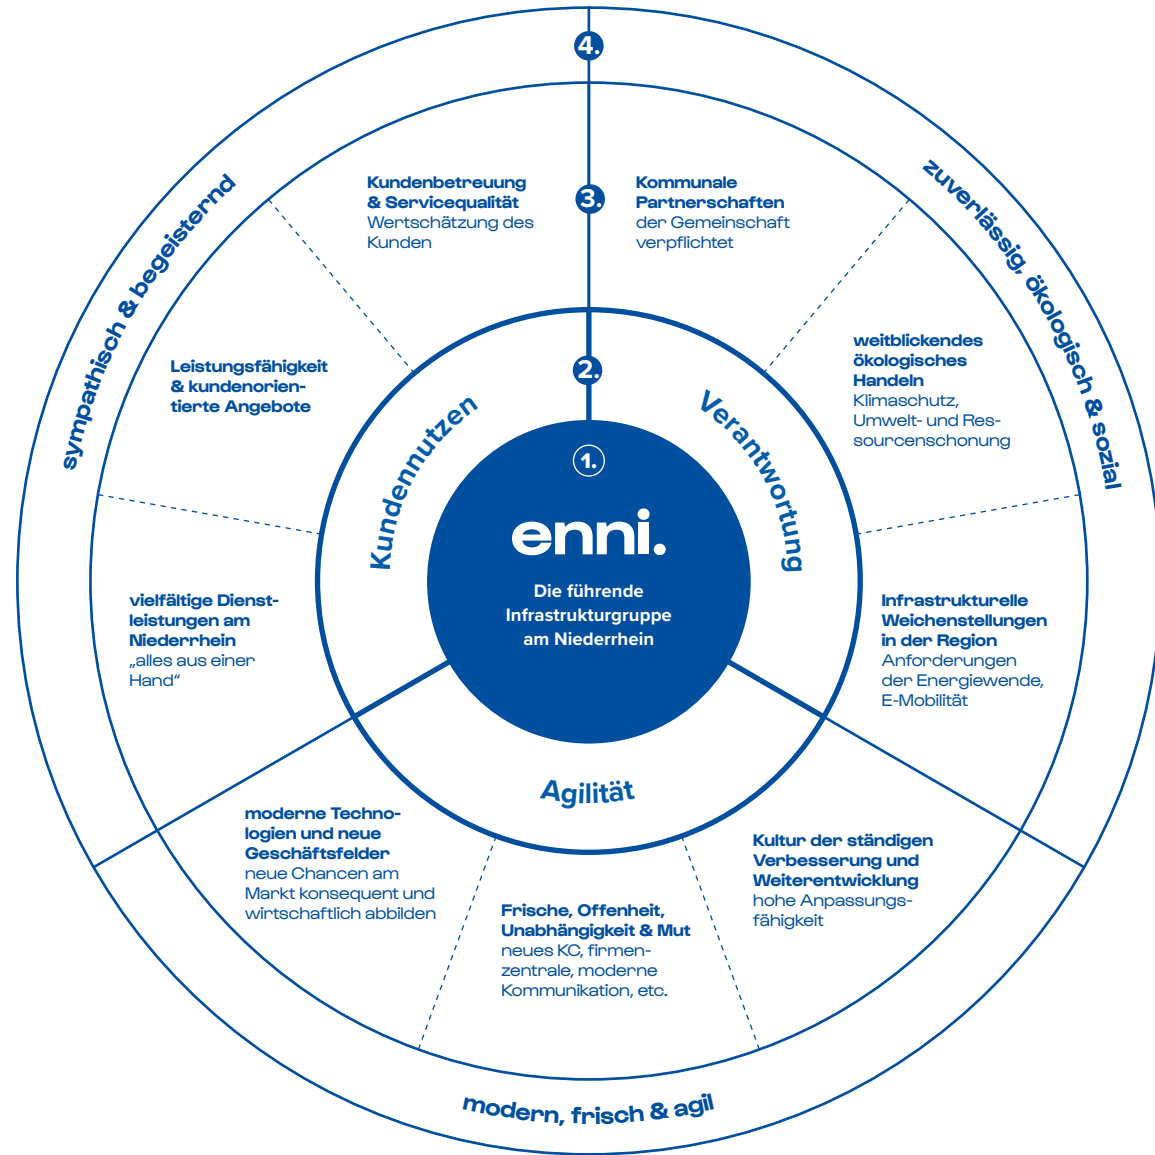 4.
3.
2.
1.
enni.
Die führende
Infrastrukturgruppe
am Niederrhein
Kundennutzen
Verantwortung
Agilität
Kundenbetreuung
& Servicequalität
Wertschätzung des
Kunden
Kommunale
Partnerschaften
der Gemeinschaft
verpflichtet
weitblickendes
ökologisches
Handeln
Klimaschutz,
Umwelt- und Res-
sourcenschonung
Infrastrukturelle
Weichenstellungen
in der Region
Anforderungen
der Energiewende,
E-Mobilität
Kultur der ständigen
Verbesserung und
Weiterentwicklung
hohe Anpassungs-
fähigkeit
Frische, Offenheit,
Unabhängigkeit & Mut
neues KC, firmen-
zentrale, moderne
Kommunikation, etc.
moderne Techno-
logien und neue
Geschäftsfelder
neue Chancen am
Markt konsequent und
wirtschaftlich abbilden
vielfältige Dienst-
leistungen am
Niederrhein
„alles aus einer
Hand“
Leistungsfähigkeit
& kundenorien-
tierte Angebote
sympathisch & begeisternd
zuverlässig, ökologisch & sozial
modern, frisch & agil